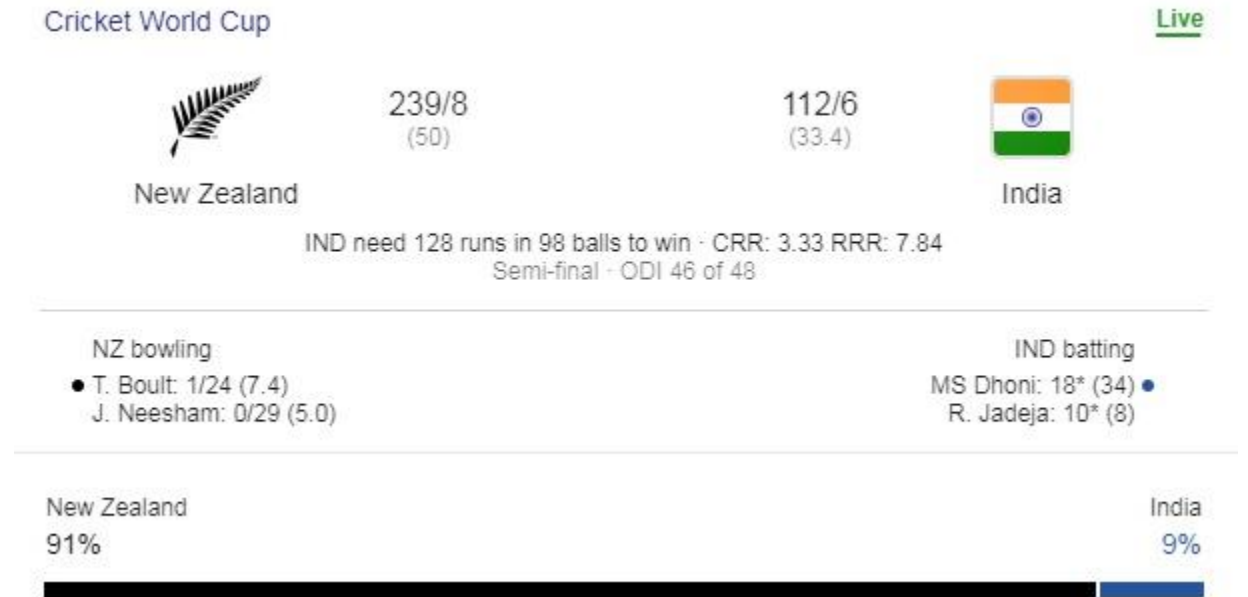 Cricket World Cup Live
239/8 112/6
(50) (33.4)
New Zealand India
IND need 128 runs in 98 balls to win · CRR: 3.33 RRR: 7.84
Semi-final · ODI 46 of 48
NZ bowling IND batting
T. Boult: 1/24 (7.4) MS Dhoni: 18* (34)
J. Neesham: 0/29 (5.0) R. Jadeja: 10* (8)
New Zealand India
91% 9%